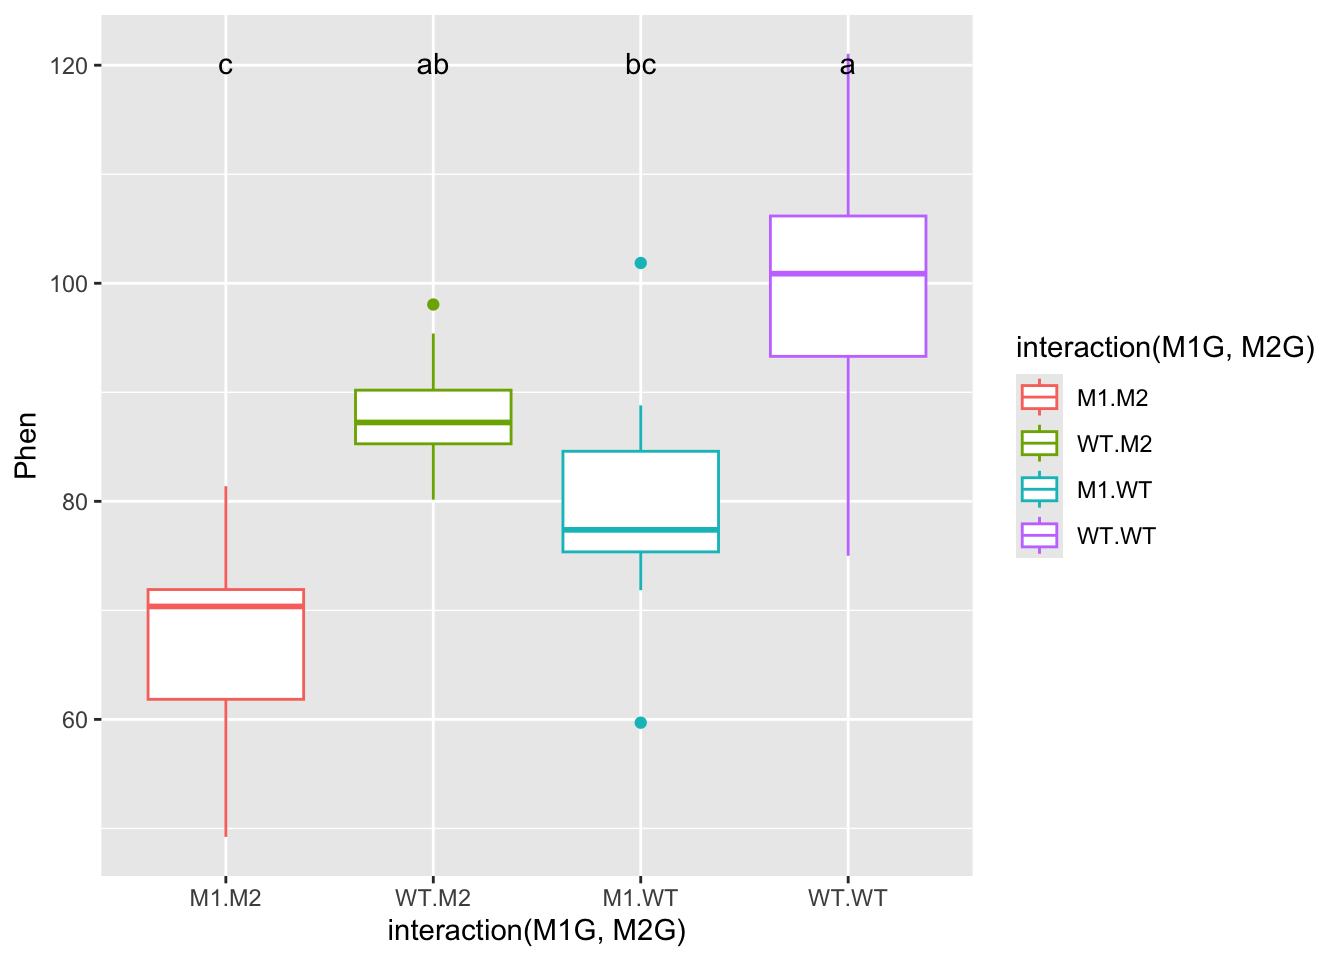 120
100
80
60
Phen
c ab bc a
M1.M2 WT.M2 M1.WT WT.WT
interaction(M1G, M2G)
interaction(M1G, M2G)
M1.M2
WT.M2
M1.WT
WT.WT